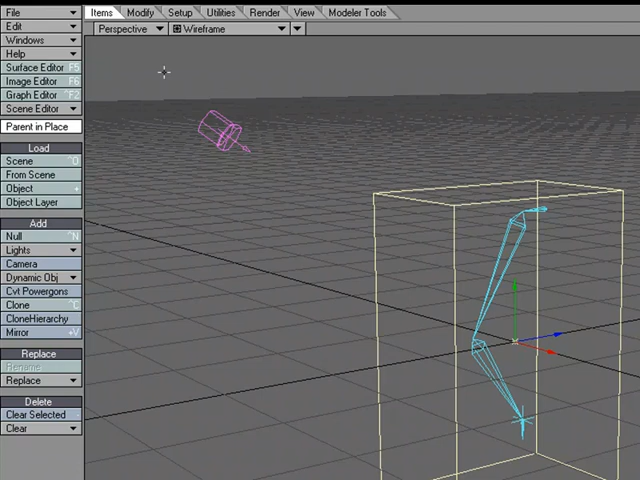 File
Items Modify Setup Utilities Render View Modeler Tools
Edit
Perspective Wireframe
Windows
Help
Surface Editor F5
Image Editor F6
Graph Editor ^F2
Scene Editor
Parent in Place
Load
Scene ^O
From Scene
Object +
Object Layer
Add
Null ^N
Lights
Camera
Dynamic Obj
Cvt Powergons
Clone ^C
CloneHierarchy
Mirror +V
Replace
Rename
Replace
Delete
Clear Selected -
Clear